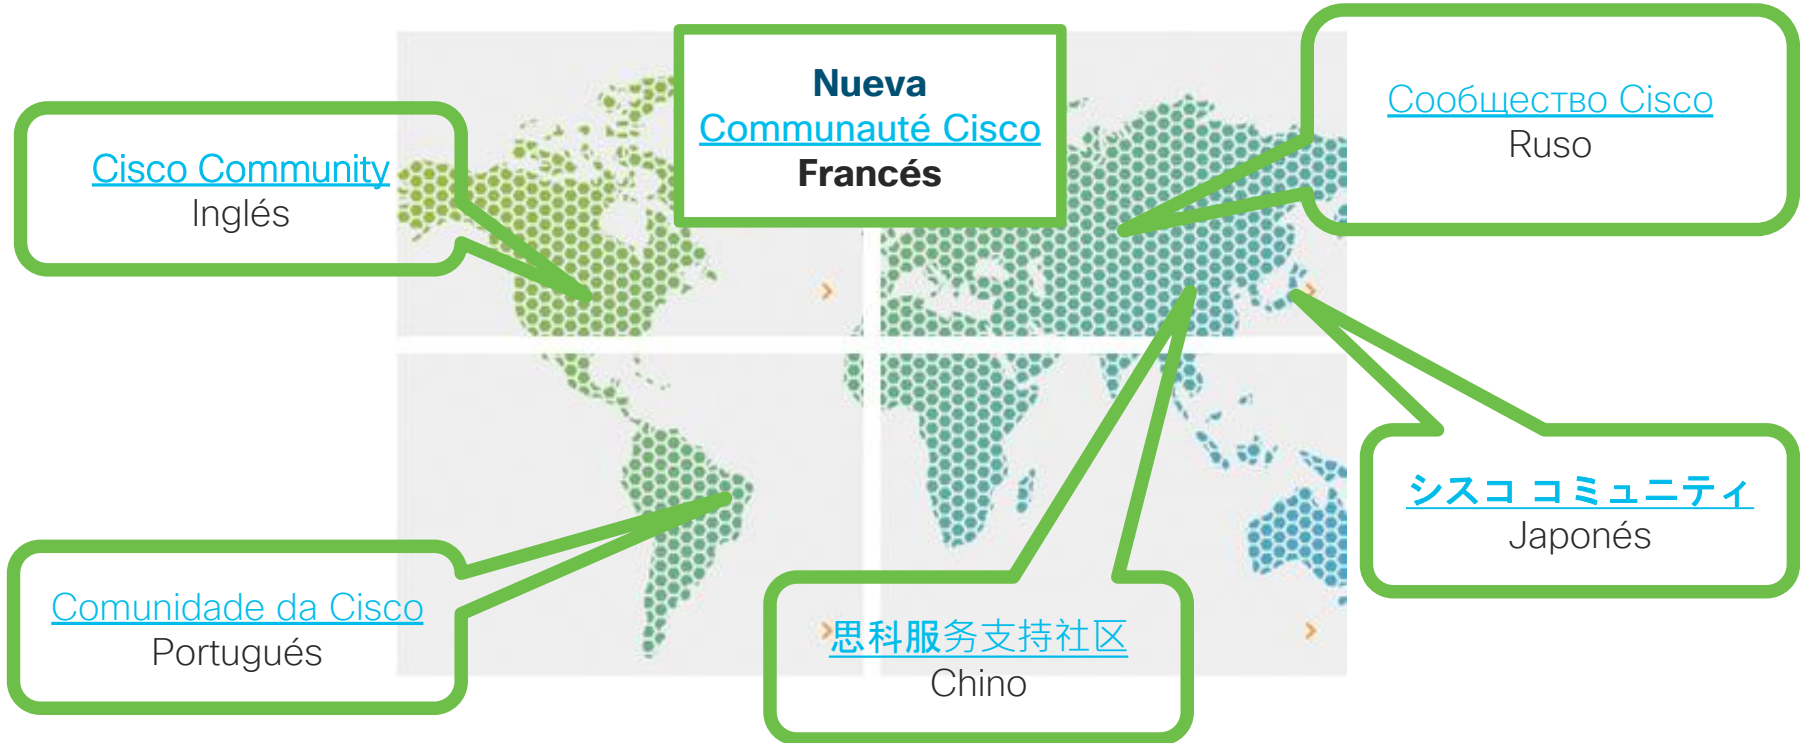 Nueva
Communauté Cisco
Francés
Сообщество Cisco
Ruso
Cisco Community
Inglés
シスコ コミュニティ
Japonés
Comunidade da Cisco
Portugués
思科服务支持社区
Chino